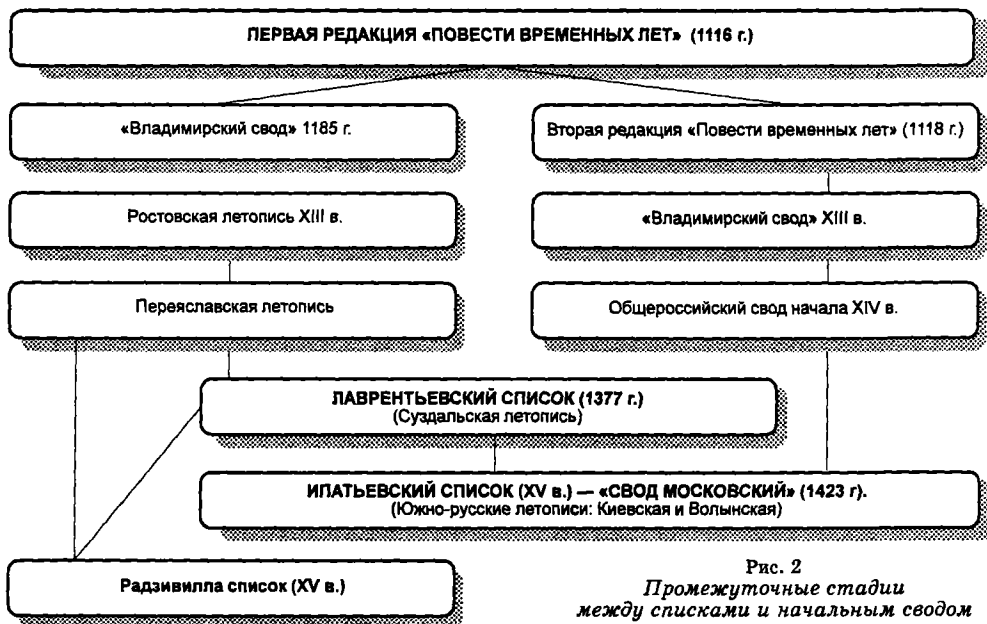 ПЕРВАЯ РЕДАКЦИЯ «ПОВЕСТИ ВРЕМЕННЫХ ЛЕТ» (1116 г.)
«Владимирский свод» 1185 г.
Вторая редакция «Повести временных лет» (1118 г.)
Ростовская летопись XIII в.
«Владимирский свод» XIII в.
Переяславская летопись
Общероссийский свод начала XIV в.
ЛАВРЕНТЬЕВСКИЙ СПИСОК (1377 г.)
(Суздальская летопись)
ИПАТЬЕВСКИЙ СПИСОК (XV в.) — «СВОД МОСКОВСКИЙ» (1423 г).
(Южно-русские летописи: Киевская и Волынская)
Радзивилла список (XV в.)
Рис. 2
Промежуточные стадии
между списками и начальным сводом